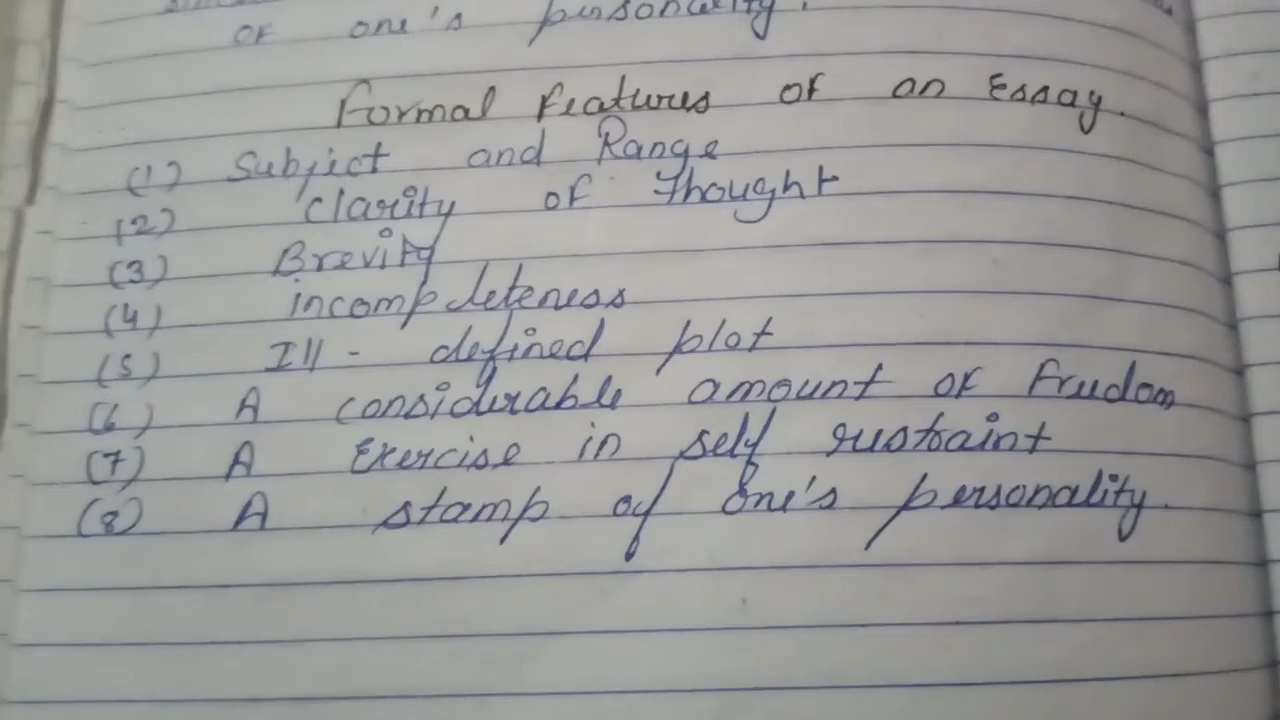 of one's personality.
Formal Features of an Essay.
(1) Subject and Range
(2) Clarity of Thought
(3) Brevity
(4) incompleteness
(5) Ill-defined plot
(6) A considerable amount of freedom
(7) A Exercise in self restraint
(8) A stamp of one's personality.